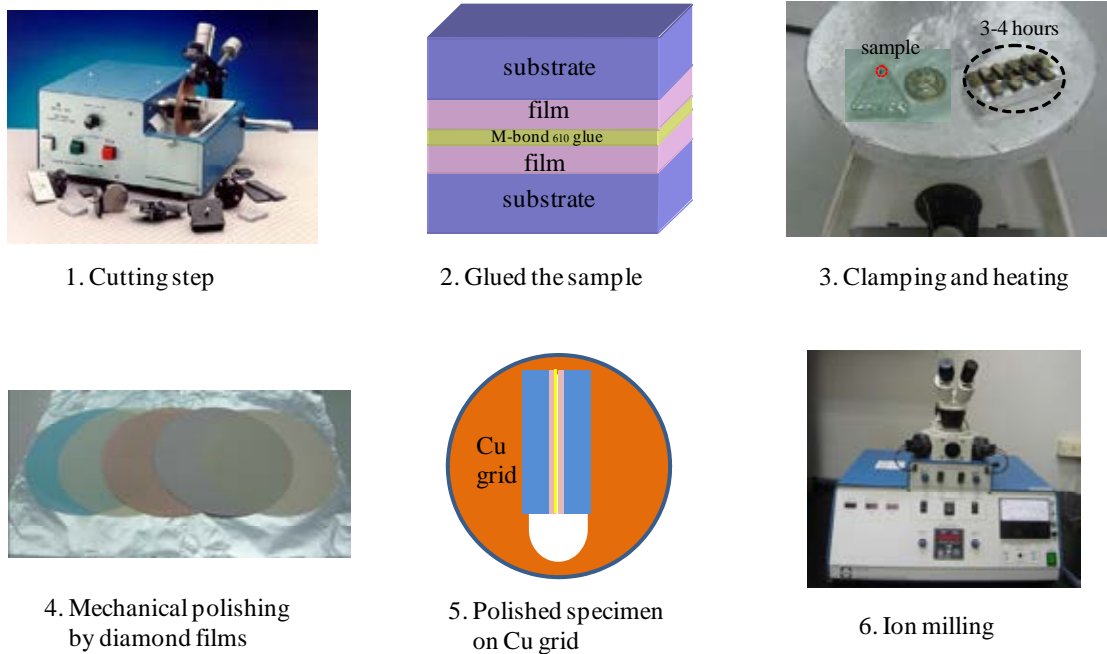 substrate
film
M-bond 610 glue
film
substrate
sample
3-4 hours
1. Cutting step
2. Glued the sample
3. Clamping and heating
Cu
grid
4. Mechanical polishing
by diamond films
5. Polished specimen
on Cu grid
6. Ion milling